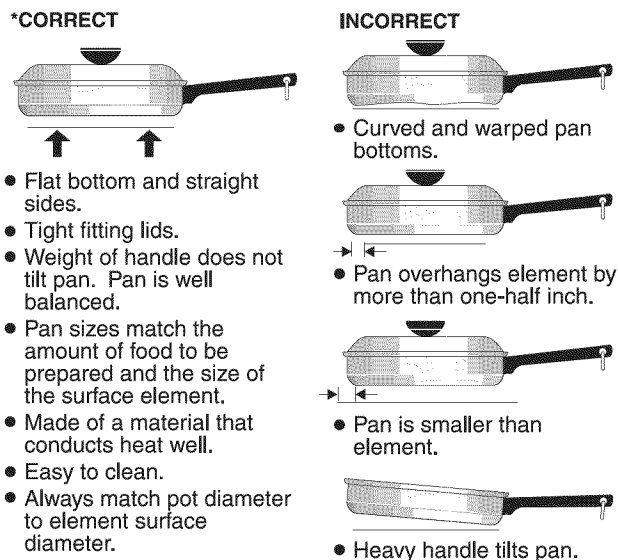 *CORRECT
● Flat bottom and straight
sides.
● Tight fitting lids.
● Weight of handle does not
tilt pan.  Pan is well
balanced.
● Pan sizes match the
amount of food to be
prepared and the size of
the surface element.
● Made of a material that
conducts heat well.
● Easy to clean.
● Always match pot diameter
to element surface
diameter.
INCORRECT
● Curved and warped pan
bottoms.
● Pan overhangs element by
more than one-half inch.
● Pan is smaller than
element.
● Heavy handle tilts pan.